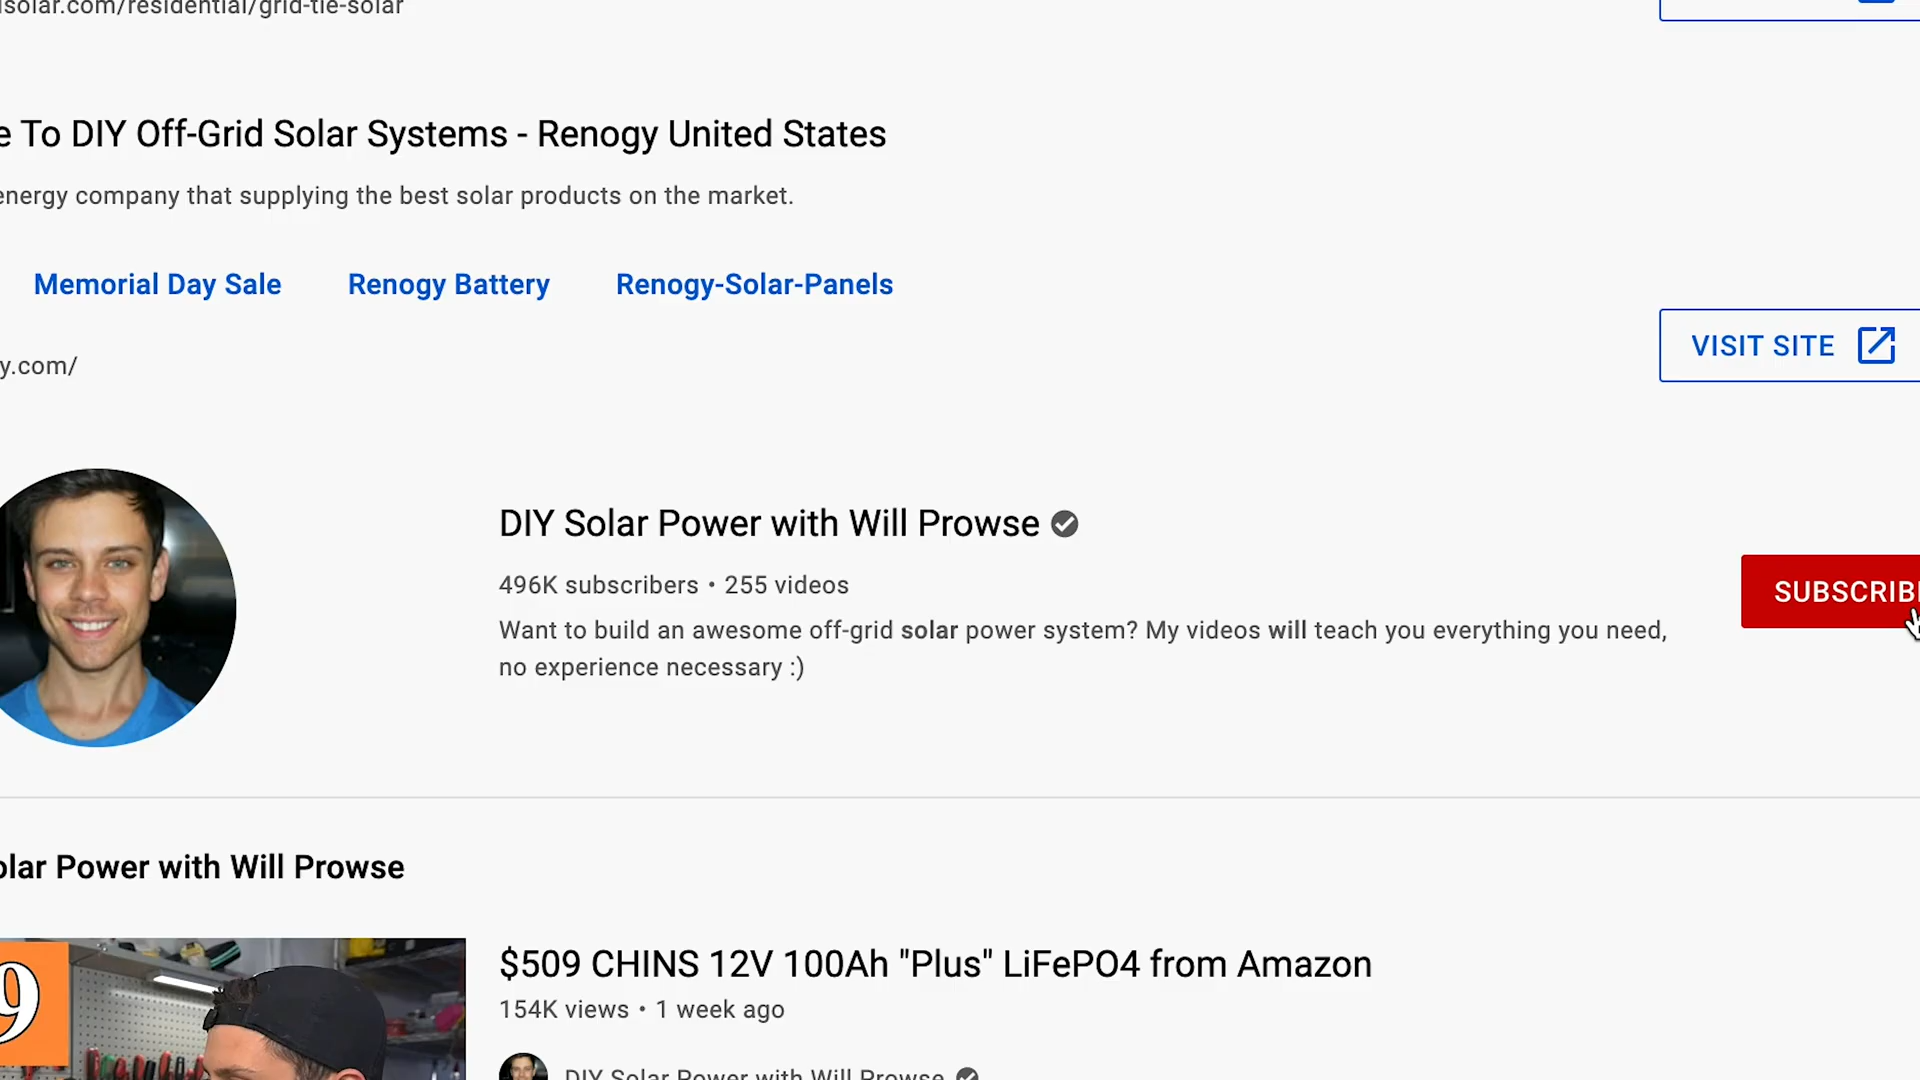 lsolar.com/residential/grid-tie-solar
e To DIY Off-Grid Solar Systems - Renogy United States
energy company that supplying the best solar products on the market.
Memorial Day Sale
Renogy Battery
Renogy-Solar-Panels
VISIT SITE
y.com/
DIY Solar Power with Will Prowse
496K subscribers • 255 videos
Want to build an awesome off-grid solar power system? My videos will teach you everything you need,
no experience necessary :)
SUBSCRIBE
olar Power with Will Prowse
9
$509 CHINS 12V 100Ah "Plus" LiFePO4 from Amazon
154K views • 1 week ago
DIY Solar Power with Will Prowse